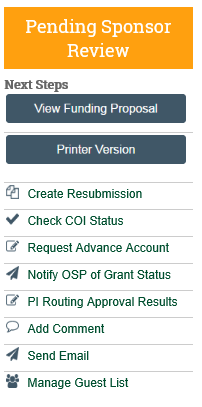 Pending Sponsor
Review
Next Steps
View Funding Proposal
Printer Version
Create Resubmission
Check COI Status
Request Advance Account
Notify OSP of Grant Status
PI Routing Approval Results
Add Comment
Send Email
Manage Guest List